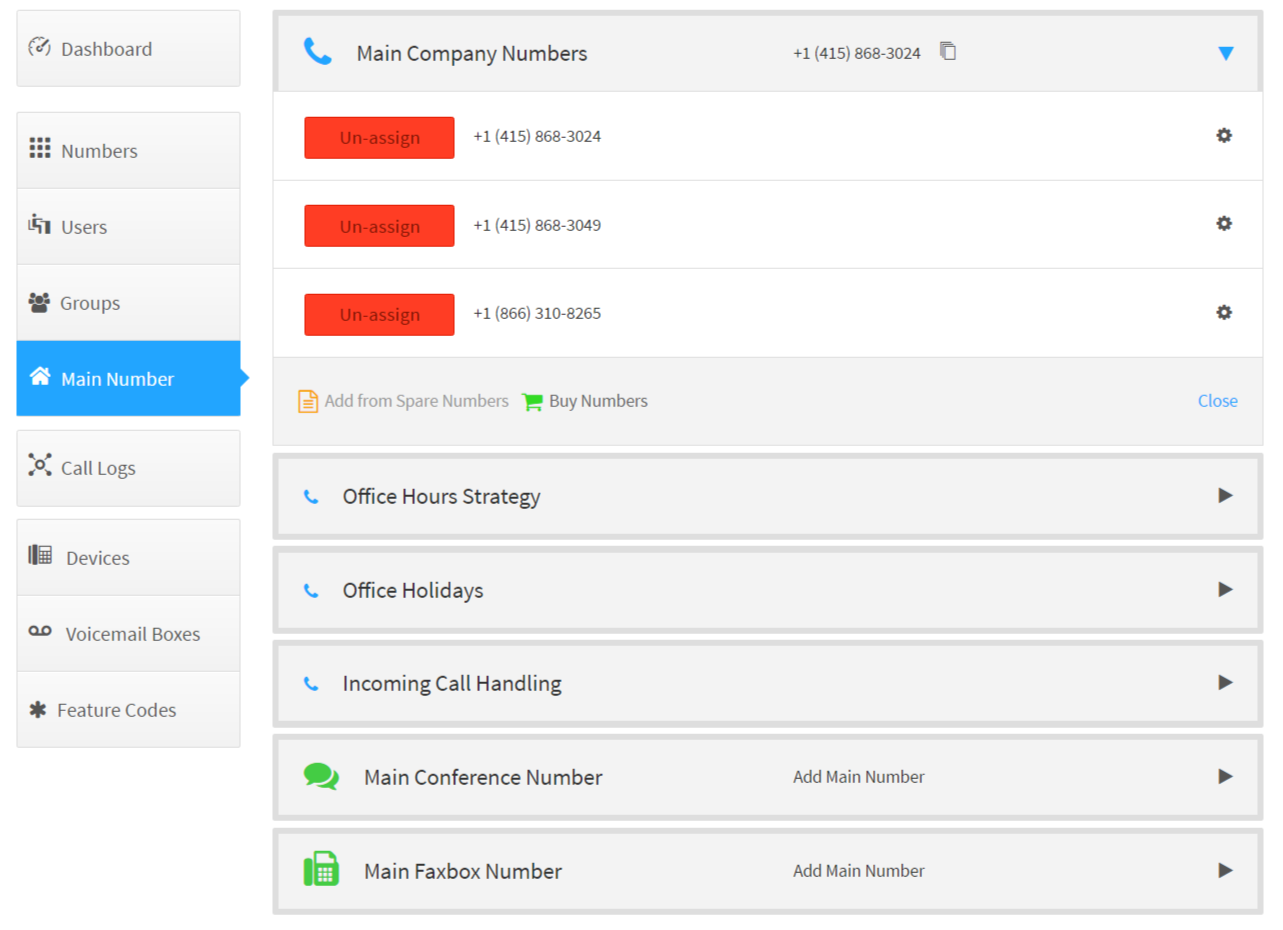 Dashboard
Numbers
Users
Groups
Main Number
Call Logs
Devices
Voicemail Boxes
Feature Codes
Main Company Numbers +1 (415) 868-3024
Un-assign +1 (415) 868-3024
Un-assign +1 (415) 868-3049
Un-assign +1 (866) 310-8265
Add from Spare Numbers Buy Numbers Close
Office Hours Strategy
Office Holidays
Incoming Call Handling
Main Conference Number Add Main Number
Main Faxbox Number Add Main Number